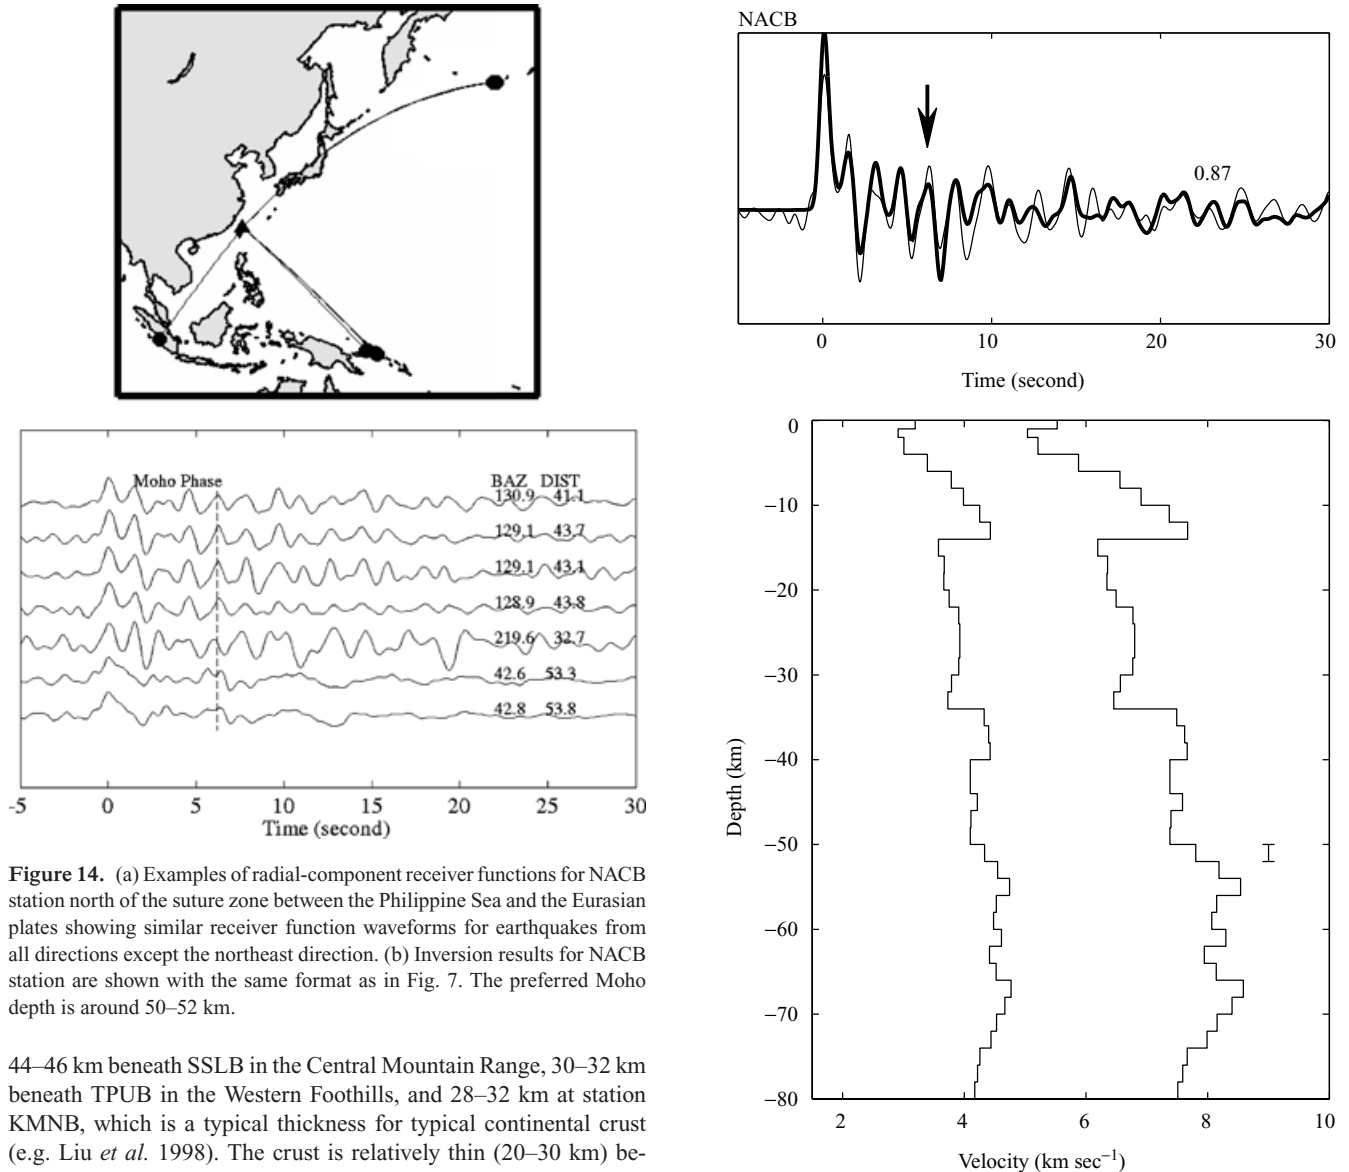 Moho Phase BAZ DIST
130.9 41.1
129.1 43.7
129.1 43.1
128.9 43.8
219.6 32.7
42.6 53.3
42.8 53.8
-5 0 5 10 15 20 25 30
Time (second)
Figure 14. (a) Examples of radial-component receiver functions for NACB
station north of the suture zone between the Philippine Sea and the Eurasian
plates showing similar receiver function waveforms for earthquakes from
all directions except the northeast direction. (b) Inversion results for NACB
station are shown with the same format as in Fig. 7. The preferred Moho
depth is around 50–52 km.
44–46 km beneath SSLB in the Central Mountain Range, 30–32 km
beneath TPUB in the Western Foothills, and 28–32 km at station
KMNB, which is a typical thickness for typical continental crust
(e.g. Liu et al. 1998). The crust is relatively thin (20–30 km) be-
NACB
0.87
0 10 20 30
Time (second)
0
−10
−20
−30
−40
−50
−60
−70
−80
Depth (km)
2 4 6 8 10
Velocity (km sec⁻¹)